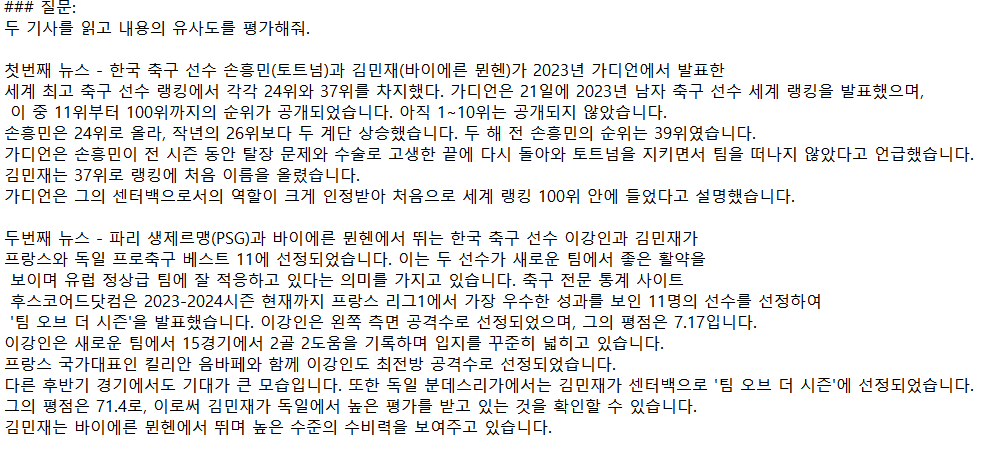 ### 질문:
두 기사를 읽고 내용의 유사도를 평가해줘.
첫번째 뉴스 - 한국 축구 선수 손흥민(토트넘)과 김민재(바이에른 뮌헨)가 2023년 가디언에서 발표한
세계 최고 축구 선수 랭킹에서 각각 24위와 37위를 차지했다. 가디언은 21일에 2023년 남자 축구 선수 세계 랭킹을 발표했으며,
이 중 11위부터 100위까지의 순위가 공개되었습니다. 아직 1~10위는 공개되지 않았습니다.
손흥민은 24위로 올라, 작년의 26위보다 두 계단 상승했습니다. 두 해 전 손흥민의 순위는 39위였습니다.
가디언은 손흥민이 전 시즌 동안 탈장 문제와 수술로 고생한 끝에 다시 돌아와 토트넘을 지키면서 팀을 떠나지 않았다고 언급했습니다.
김민재는 37위로 랭킹에 처음 이름을 올렸습니다.
가디언은 그의 센터백으로서의 역할이 크게 인정받아 처음으로 세계 랭킹 100위 안에 들었다고 설명했습니다.
두번째 뉴스 - 파리 생제르맹(PSG)과 바이에른 뮌헨에서 뛰는 한국 축구 선수 이강인과 김민재가
프랑스와 독일 프로축구 베스트 11에 선정되었습니다. 이는 두 선수가 새로운 팀에서 좋은 활약을
보이며 유럽 정상급 팀에 잘 적응하고 있다는 의미를 가지고 있습니다. 축구 전문 통계 사이트
후스코어드닷컴은 2023-2024시즌 현재까지 프랑스 리그1에서 가장 우수한 성과를 보인 11명의 선수를 선정하여
'팀 오브 더 시즌'을 발표했습니다. 이강인은 왼쪽 측면 공격수로 선정되었으며, 그의 평점은 7.17입니다.
이강인은 새로운 팀에서 15경기에서 2골 2도움을 기록하며 입지를 꾸준히 넓히고 있습니다.
프랑스 국가대표인 킬리안 음바페와 함께 이강인도 최전방 공격수로 선정되었습니다.
다른 후반기 경기에서도 기대가 큰 모습입니다. 또한 독일 분데스리가에서는 김민재가 센터백으로 '팀 오브 더 시즌'에 선정되었습니다.
그의 평점은 71.4로, 이로써 김민재가 독일에서 높은 평가를 받고 있는 것을 확인할 수 있습니다.
김민재는 바이에른 뮌헨에서 뛰며 높은 수준의 수비력을 보여주고 있습니다.